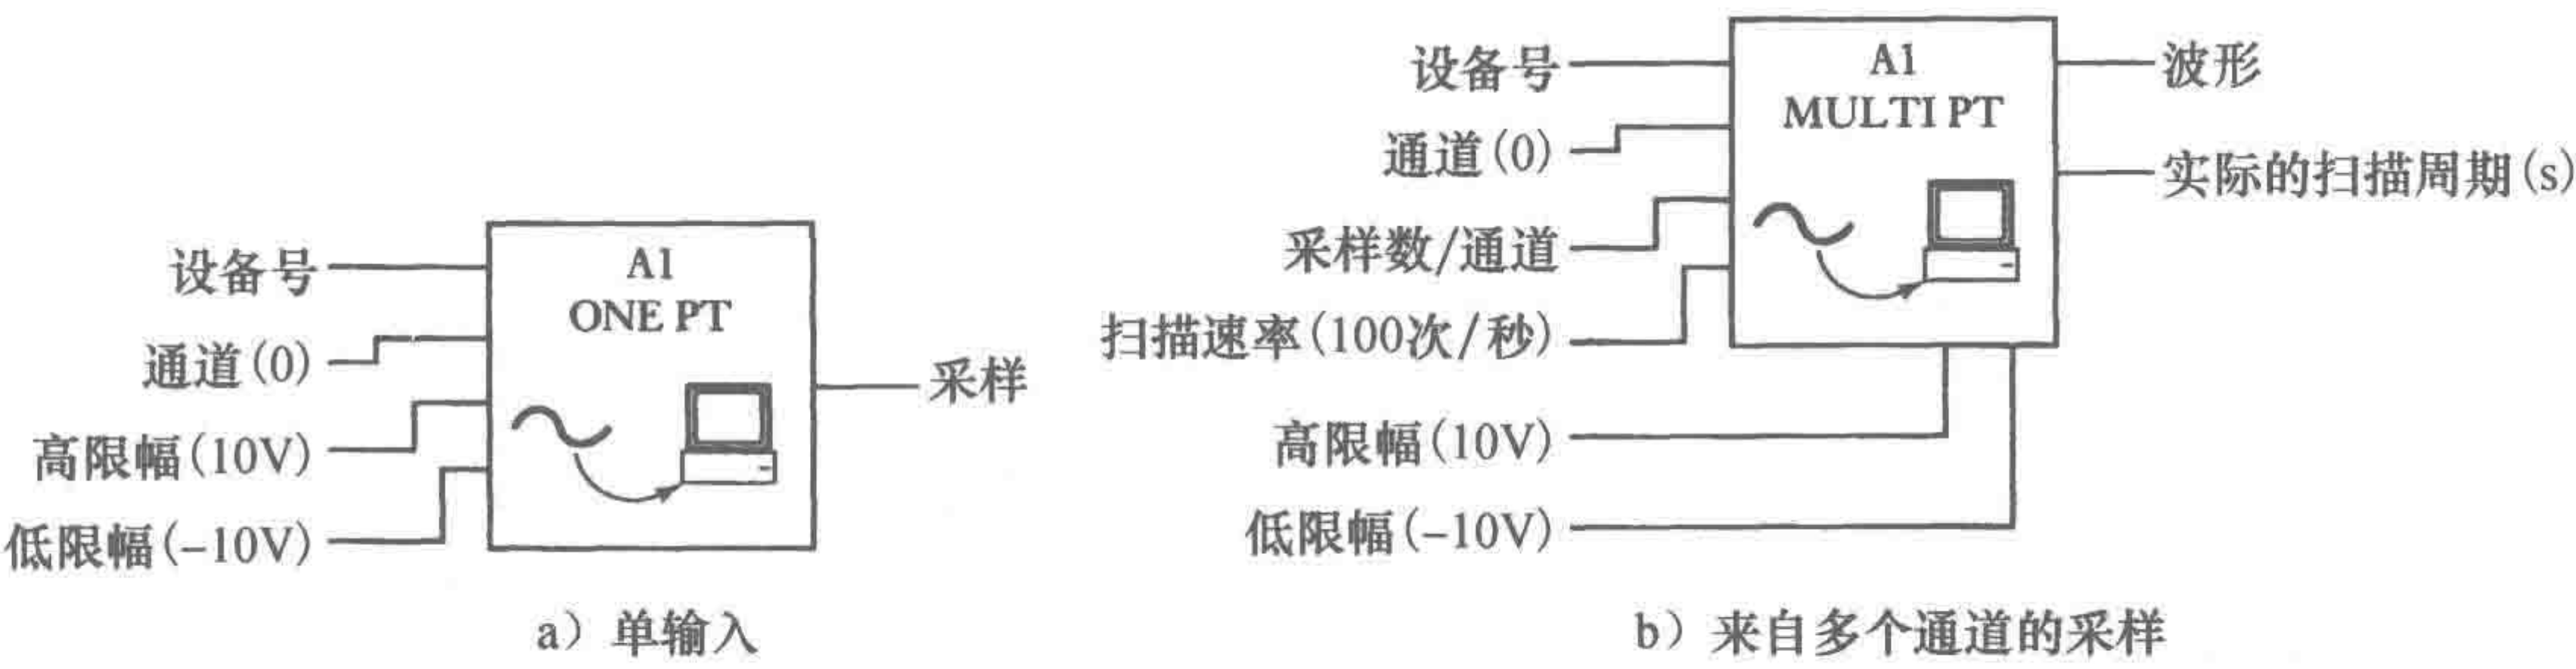 设备号
通道(0)
高限幅(10V)
低限幅(-10V)
A1
ONE PT
采样
a）单输入
设备号
通道(0)
采样数/通道
扫描速率(100次/秒)
高限幅(10V)
低限幅(-10V)
A1
MULTI PT
波形
实际的扫描周期(s)
b）来自多个通道的采样